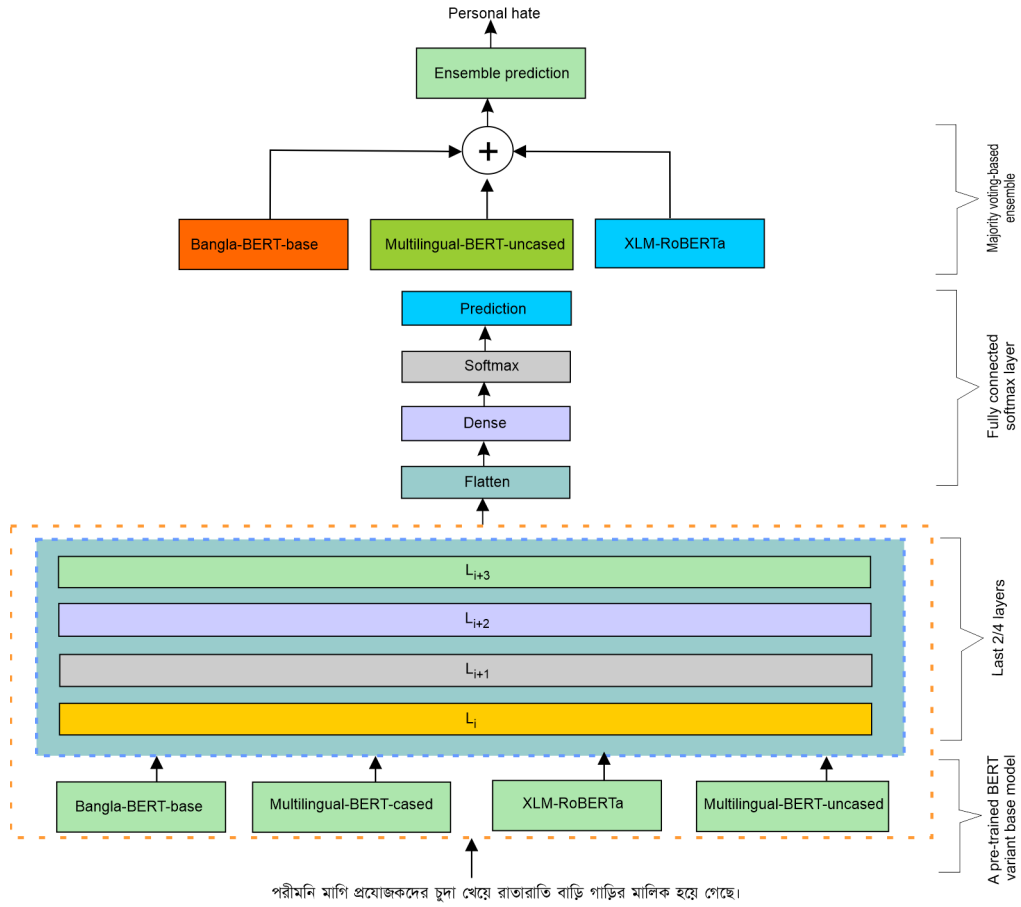 Personal hate
Ensemble prediction
+
Majority voting-based
ensemble
Bangla-BERT-base
Multilingual-BERT-uncased
XLM-RoBERTa
Prediction
Softmax
Dense
Flatten
Fully connected
softmax layer
Li+3
Li+2
Li+1
Li
Last 2/4 layers
Bangla-BERT-base
Multilingual-BERT-cased
XLM-RoBERTa
Multilingual-BERT-uncased
A pre-trained BERT
variant base model
পরীমনি মাগি প্রযোজকদের চুদা খেয়ে রাতারাতি বাড়ি গাড়ির মালিক হয়ে গেছে।